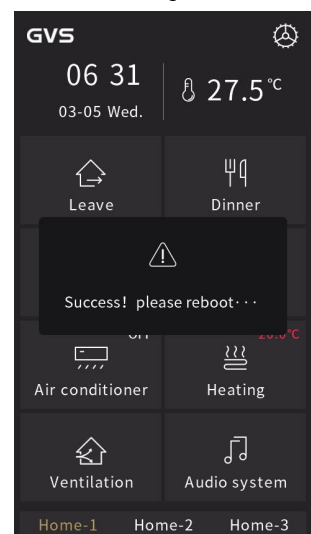 GVS
06 31
03-05 Wed.
27.5°C
Leave
Dinner
Success! please reboot···
Air conditioner
Heating
Ventilation
Audio system
Home-1 Home-2 Home-3